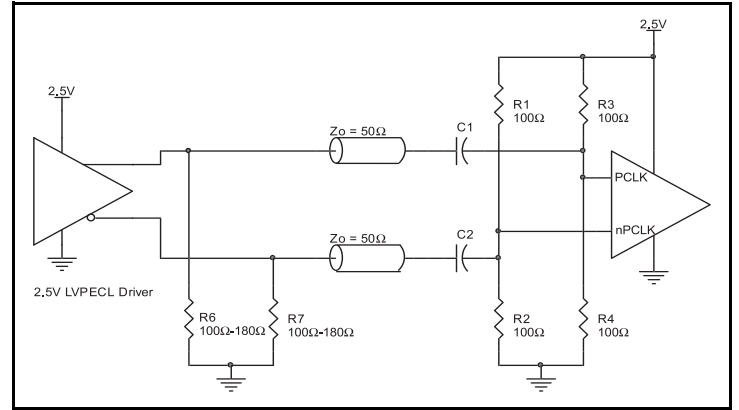 2.5V
2.5V
R1
100Ω
R3
100Ω
Zo = 50Ω
C1
PCLK
nPCLK
Zo = 50Ω
C2
2.5V LVPECL Driver
R6
100Ω-180Ω
R7
100Ω-180Ω
R2
100Ω
R4
100Ω